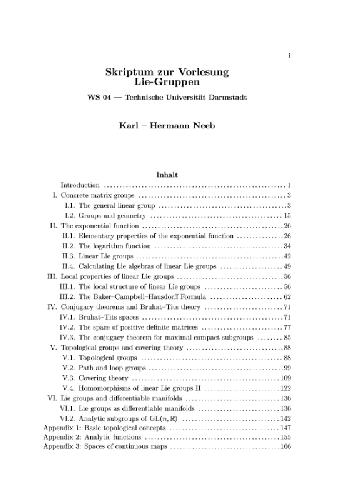 i
Skriptum zur Vorlesung
Lie-Gruppen
WS 04 — Technische Universität Darmstadt
Karl – Hermann Neeb
Inhalt
Introduction ........ 1
I. Concrete matrix groups ........ 3
I.1. The general linear group ........ 3
I.2. Groups and geometry ........ 15
II. The exponential function ........ 26
II.1. Elementary properties of the exponential function ........ 26
II.2. The logarithm function ........ 34
II.3. Linear Lie groups ........ 42
II.4. Calculating Lie algebras of linear Lie groups ........ 49
III. Local properties of linear Lie groups ........ 56
III.1. The local structure of linear Lie groups ........ 56
III.2. The Baker–Campbell–Hausdorff Formula ........ 62
IV. Conjugacy theorems and Bruhat–Tits theory ........ 71
IV.1. Bruhat–Tits spaces ........ 71
IV.2. The space of positive definite matrices ........ 77
IV.3. The conjugacy theorem for maximal compact subgroups ........ 85
V. Topological groups and covering theory ........ 88
V.1. Topological groups ........ 88
V.2. Path and loop groups ........ 99
V.3. Covering theory ........ 109
V.4. Homomorphisms of linear Lie groups II ........ 122
VI. Lie groups and differentiable manifolds ........ 136
VI.1. Lie groups as differentiable manifolds ........ 136
VI.2. Analytic subgroups of GL(n, R) ........ 142
Appendix 1: Basic topological concepts ........ 147
Appendix 2: Analytic functions ........ 155
Appendix 3: Spaces of continuous maps ........ 166